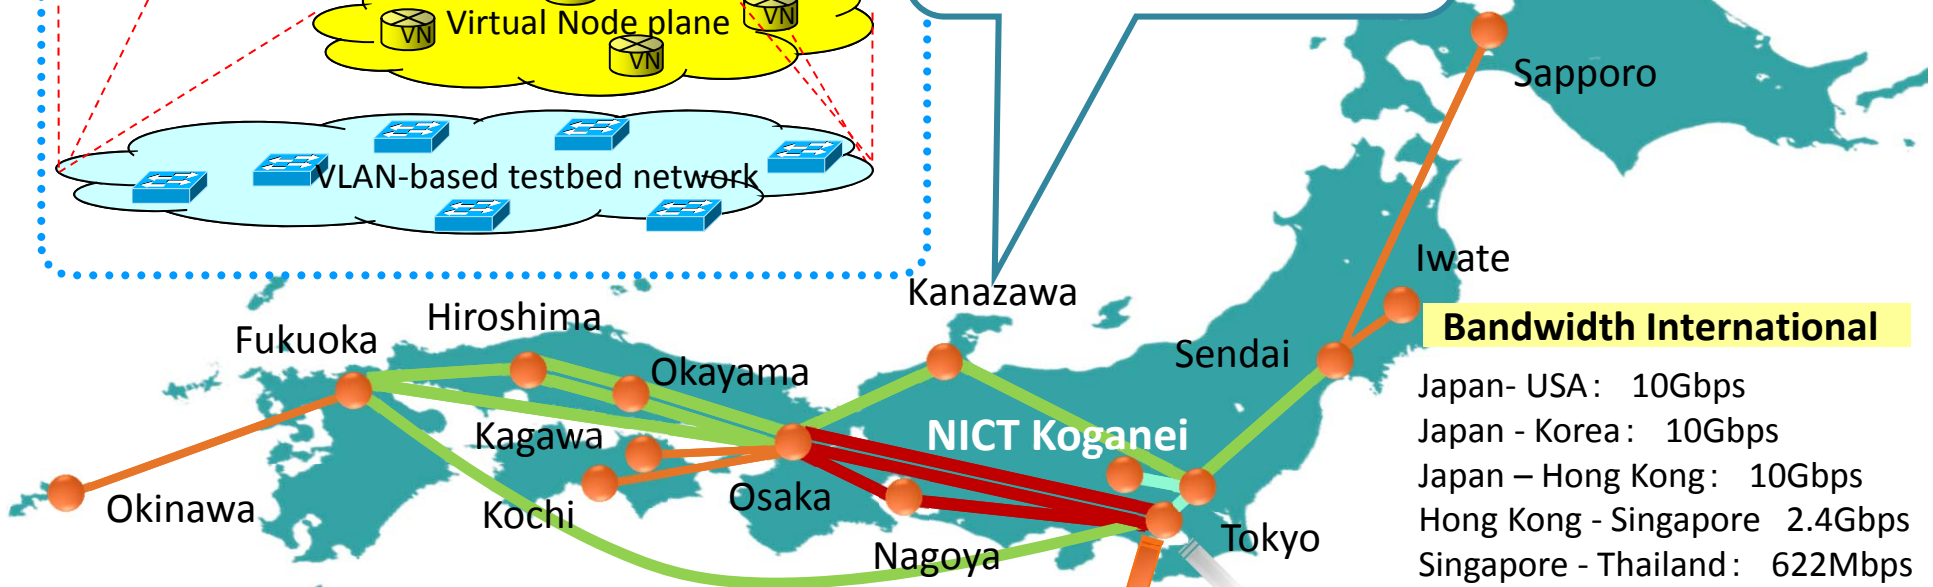 Virtual Node plane
VN
VN
VN
VLAN-based testbed network
Sapporo
Iwate
Kanazawa
Hiroshima
Fukuoka
Bandwidth International
Sendai
Okayama
Japan- USA : 10Gbps
Japan - Korea : 10Gbps
Kagawa
NICT Koganei
Japan – Hong Kong : 10Gbps
Okinawa
Kochi
Osaka
Hong Kong - Singapore 2.4Gbps
Nagoya
Tokyo
Singapore - Thailand : 622Mbps